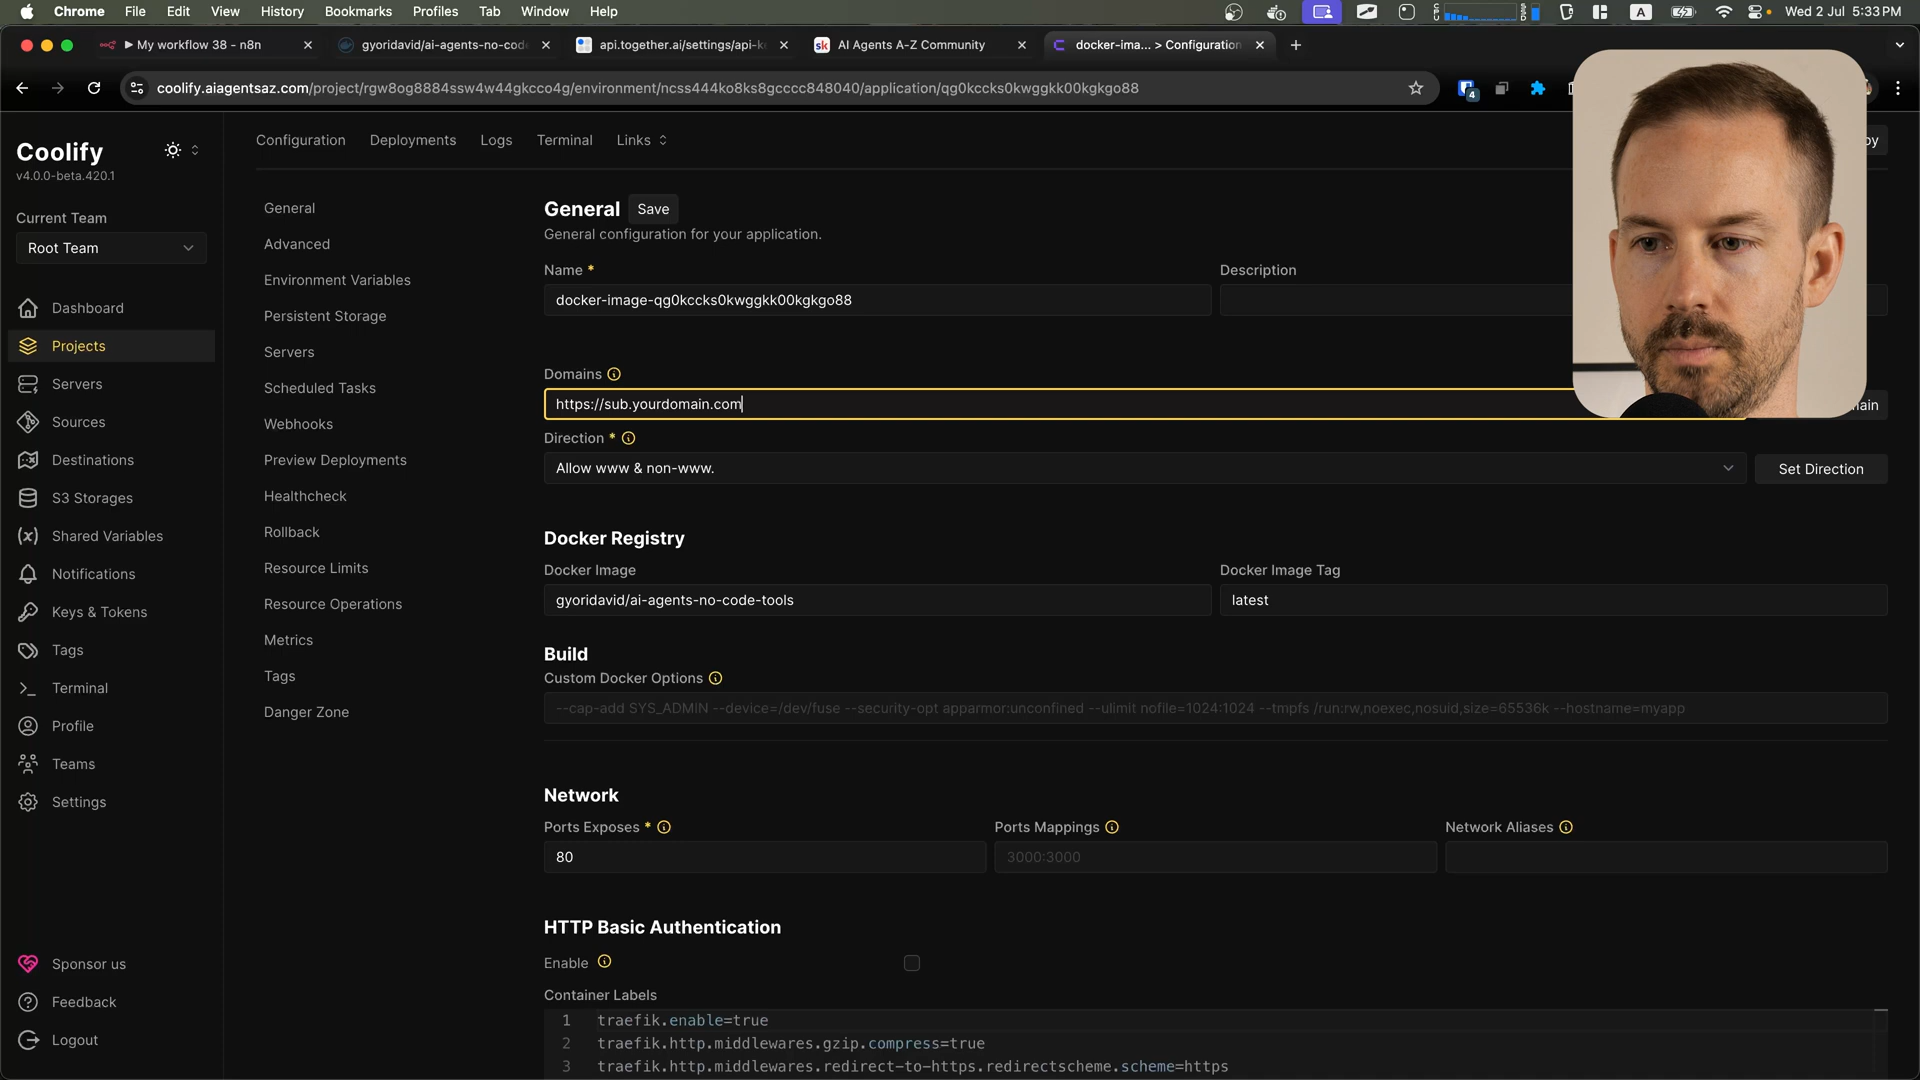 Chrome File Edit View History Bookmarks Profiles Tab Window Help
A Wed 2 Jul 5:33 PM
My workflow 38 - n8n
gyoridavid/ai-agents-no-code
api.together.ai/settings/api-k
sk AI Agents A-Z Community
docker-ima... > Configuration
coolify.aiagentsaz.com/project/rgw8og8884ssw4w44gkcco4g/environment/ncss444ko8ks8gcccc848040/application/qg0kccks0kwggkk00kgkgo88
4
Coolify
v4.0.0-beta.420.1
Current Team
Root Team
Dashboard
Projects
Servers
Sources
Destinations
S3 Storages
Shared Variables
Notifications
Keys & Tokens
Tags
Terminal
Profile
Teams
Settings
Sponsor us
Feedback
Logout
Configuration Deployments Logs Terminal Links
General
Advanced
Environment Variables
Persistent Storage
Servers
Scheduled Tasks
Webhooks
Preview Deployments
Healthcheck
Rollback
Resource Limits
Resource Operations
Metrics
Tags
Danger Zone
General Save
General configuration for your application.
Name * Description
docker-image-qg0kccks0kwggkk00kgkgo88
Domains
https://sub.yourdomain.com
Direction *
Allow www & non-www. Set Direction
Docker Registry
Docker Image Docker Image Tag
gyoridavid/ai-agents-no-code-tools latest
Build
Custom Docker Options
--cap-add SYS_ADMIN --device=/dev/fuse --security-opt apparmor:unconfined --ulimit nofile=1024:1024 --tmpfs /run:rw,noexec,nosuid,size=65536k --hostname=myapp
Network
Ports Exposes * Ports Mappings Network Aliases
80 3000:3000
HTTP Basic Authentication
Enable
Container Labels
1 traefik.enable=true
2 traefik.http.middlewares.gzip.compress=true
3 traefik.http.middlewares.redirect-to-https.redirectscheme.scheme=https